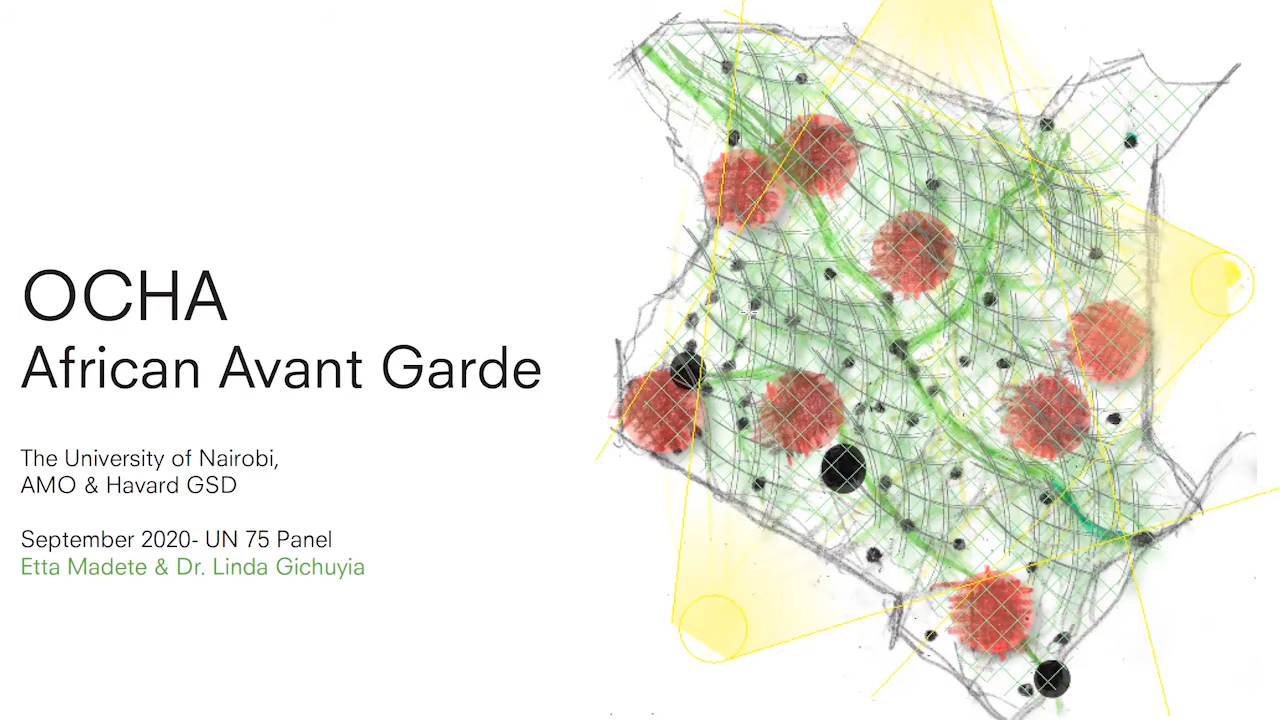 OCHA
African Avant Garde
The University of Nairobi,
AMO & Havard GSD
September 2020- UN 75 Panel
Etta Madete & Dr. Linda Gichuyia